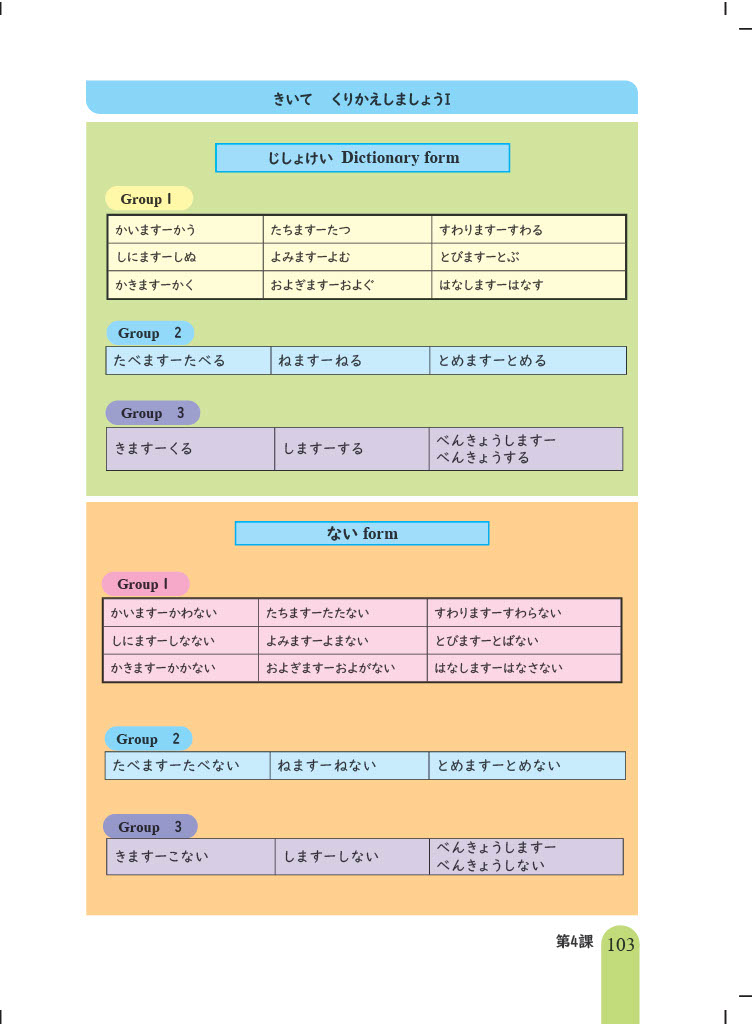 きいて　くりかえしましょうI
じしょけい Dictionary form
Group 1
かいますーかう たちますーたつ すわりますーすわる
しにますーしぬ よみますーよむ とびますーとぶ
かきますーかく およぎますーおよぐ はなしますーはなす
Group 2
たべますーたべる ねますーねる とめますーとめる
Group 3
きますーくる しますーする べんきょうしますー
べんきょうする
ない form
Group 1
かいますーかわない たちますーたたない すわりますーすわらない
しにますーしなない よみますーよまない とびますーとばない
かきますーかかない およぎますーおよがない はなしますーはなさない
Group 2
たべますーたべない ねますーねない とめますーとめない
Group 3
きますーこない しますーしない べんきょうしますー
べんきょうしない
第4課 103